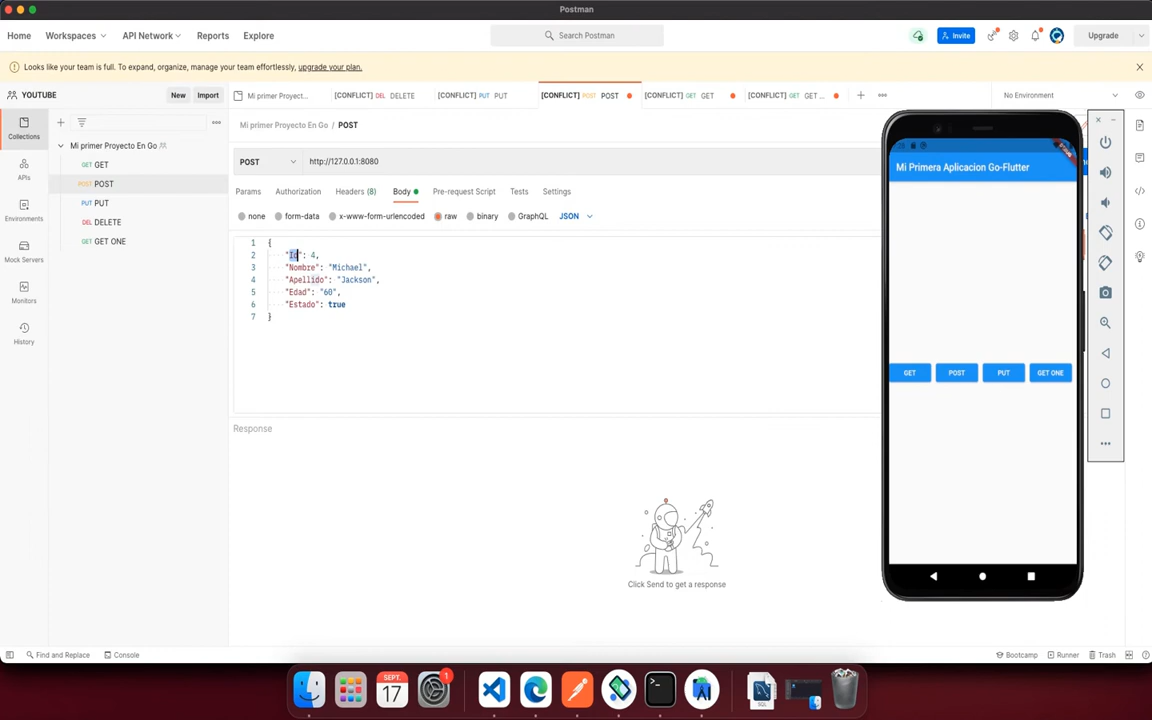 Postman
Home Workspaces API Network Reports Explore
Search Postman
Invite
Upgrade
Looks like your team is full. To expand, organize, manage your team effortlessly, upgrade your plan.
YOUTUBE
New Import
Mi primer Proyect...
[CONFLICT] DEL DELETE
[CONFLICT] PUT PUT
[CONFLICT] POST POST
[CONFLICT] GET GET
[CONFLICT] GET GET ...
No Environment
Collections
APIs
Environments
Mock Servers
Monitors
History
Mi primer Proyecto En Go
GET GET
POST POST
PUT PUT
DEL DELETE
GET GET ONE
Mi primer Proyecto En Go / POST
POST http://127.0.0.1:8080
Params Authorization Headers (8) Body Pre-request Script Tests Settings
none form-data x-www-form-urlencoded raw binary GraphQL JSON
1 {
2 "Id": 4,
3 "Nombre": "Michael",
4 "Apellido": "Jackson",
5 "Edad": "60",
6 "Estado": true
7 }
Response
Click Send to get a response
Mi Primera Aplicacion Go-Flutter
GET POST PUT GET ONE
Find and Replace Console
Bootcamp Runner Trash
SEPT.
17
1
SQL